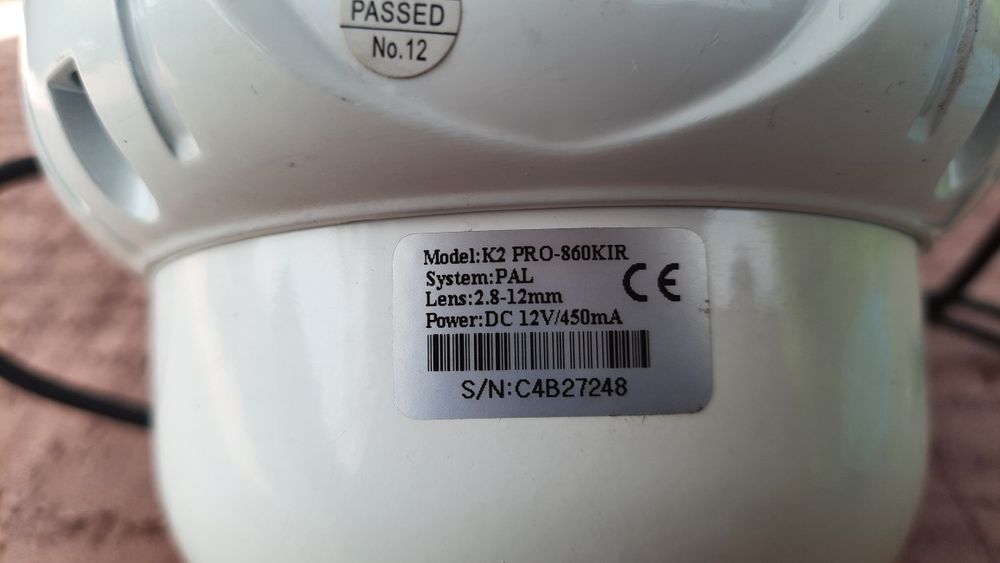 PASSED
No.12
Model:K2 PRO-860KIR
System:PAL
Lens:2.8-12mm
Power:DC 12V/450mA
CE
S/N:C4B27248